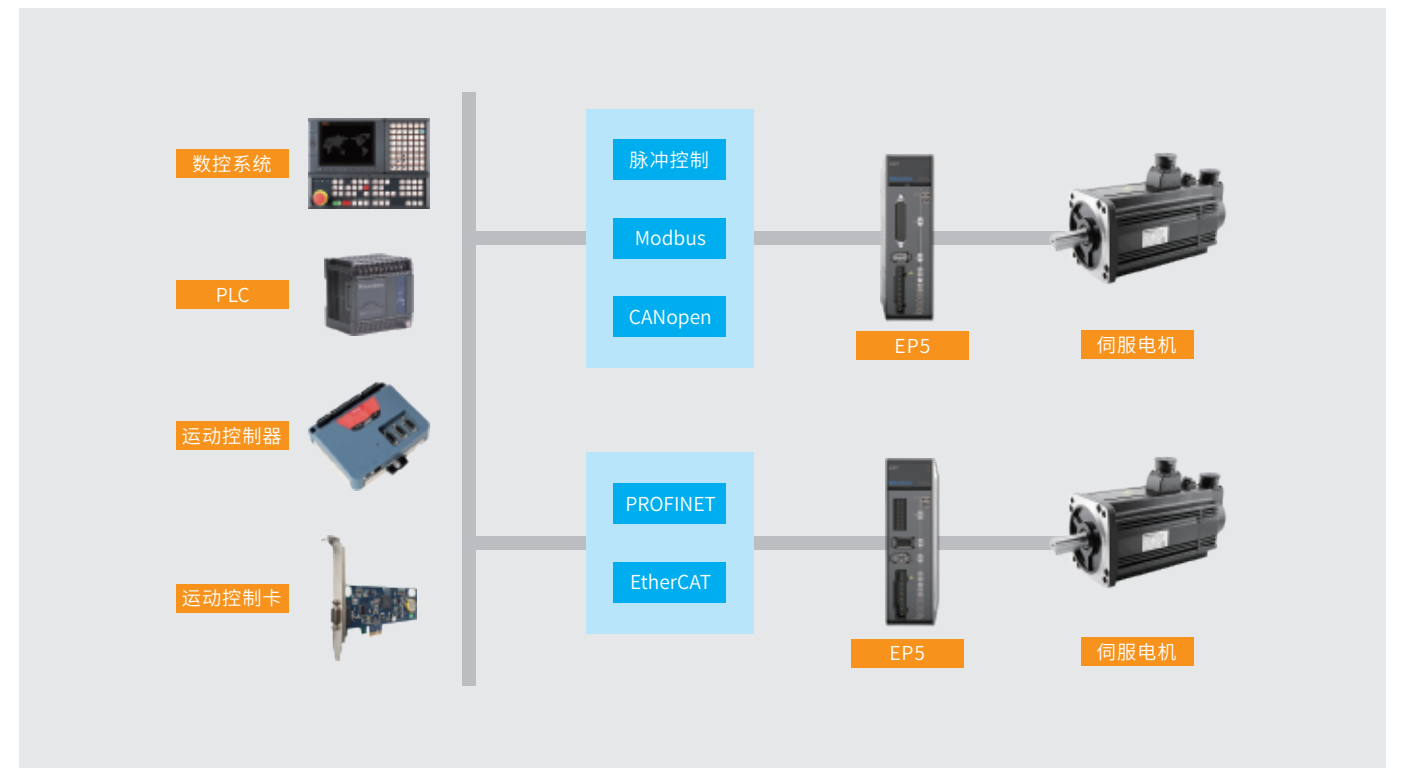 数控系统
PLC
运动控制器
运动控制卡
脉冲控制
Modbus
CANopen
EP5
伺服电机
PROFINET
EtherCAT
EP5
伺服电机